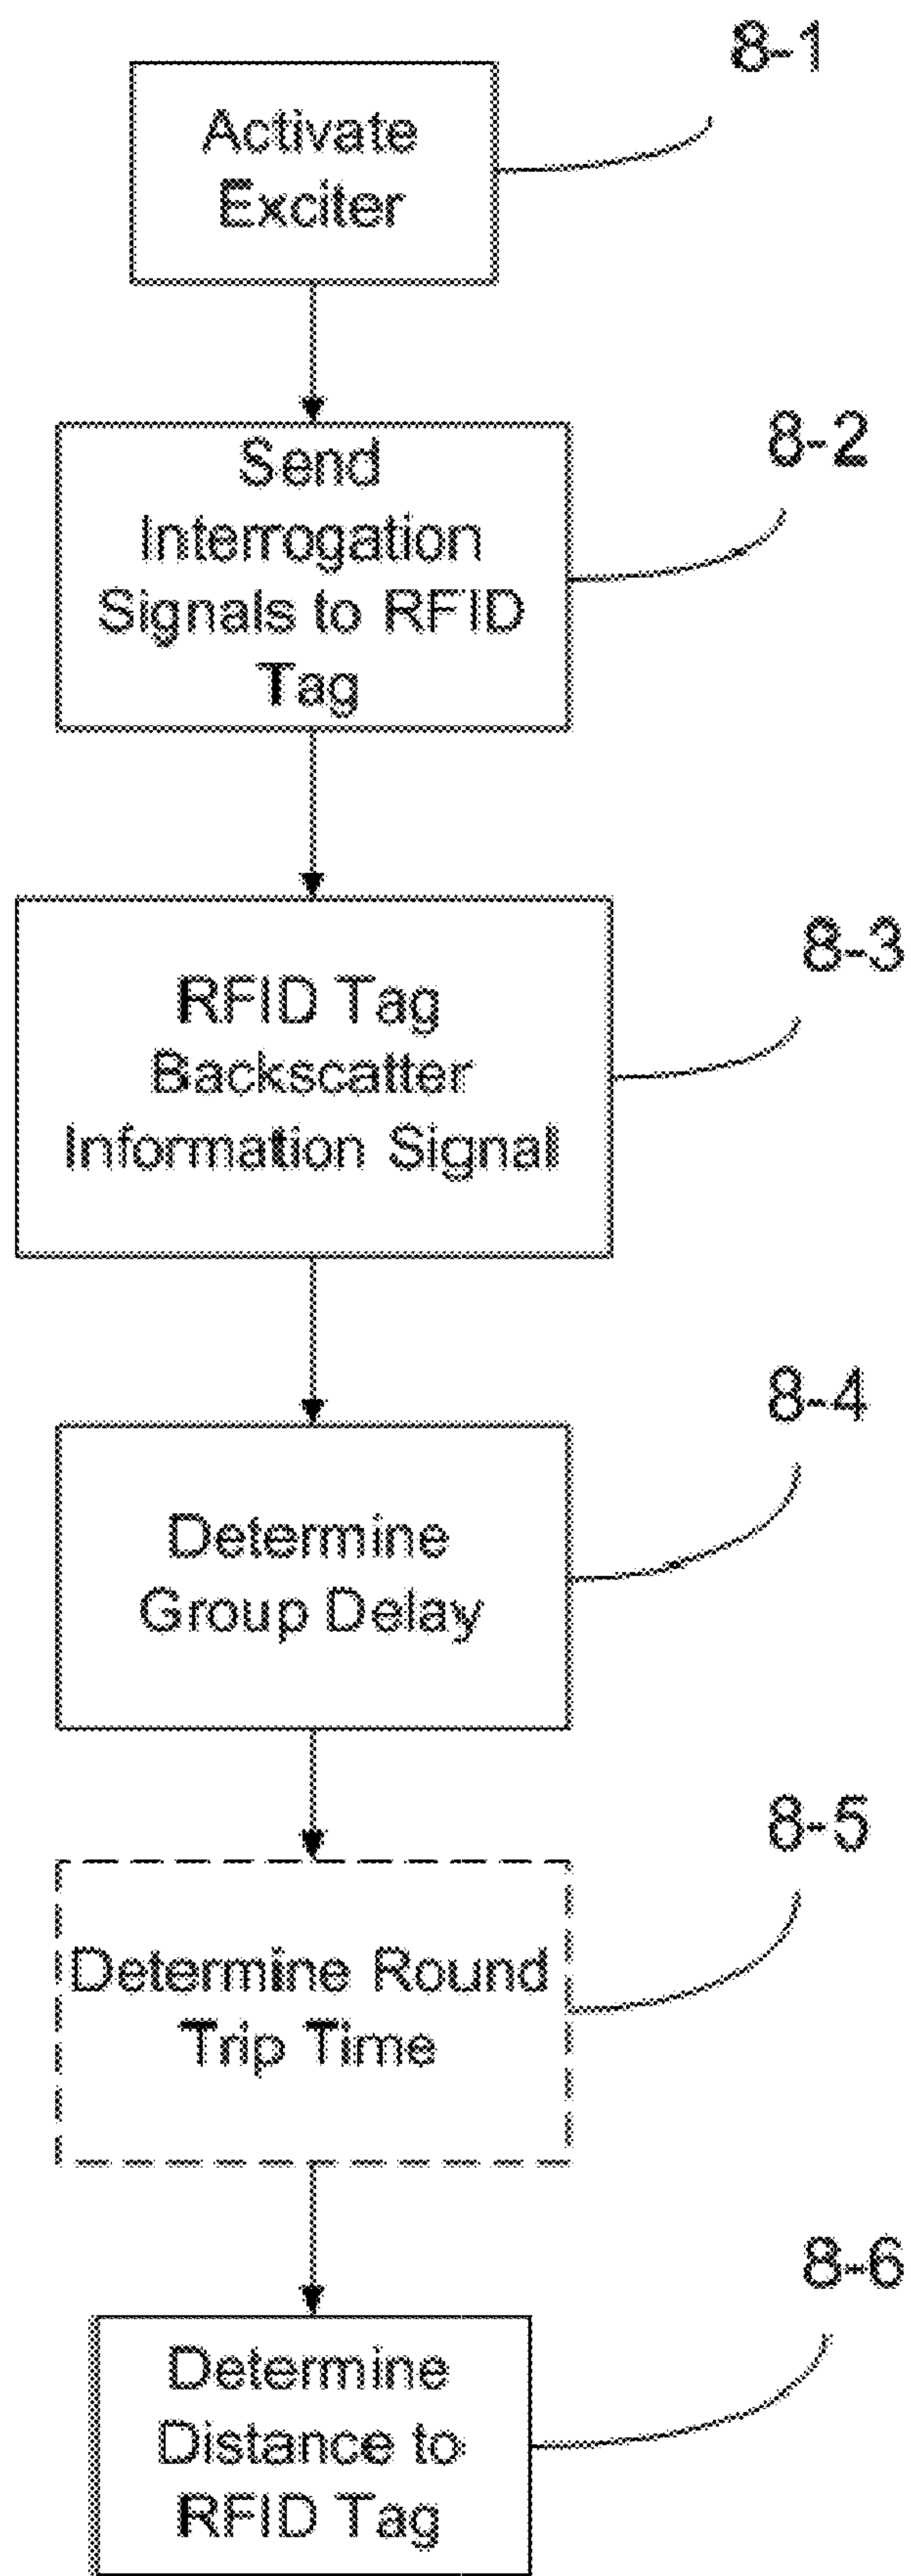 8-1
Activate
Exciter
8-2
Send
Interrogation
Signals to RFID
Tag
8-3
RFID Tag
Backscatter
Information Signal
8-4
Determine
Group Delay
8-5
Determine Round
Trip Time
8-6
Determine
Distance to
RFID Tag